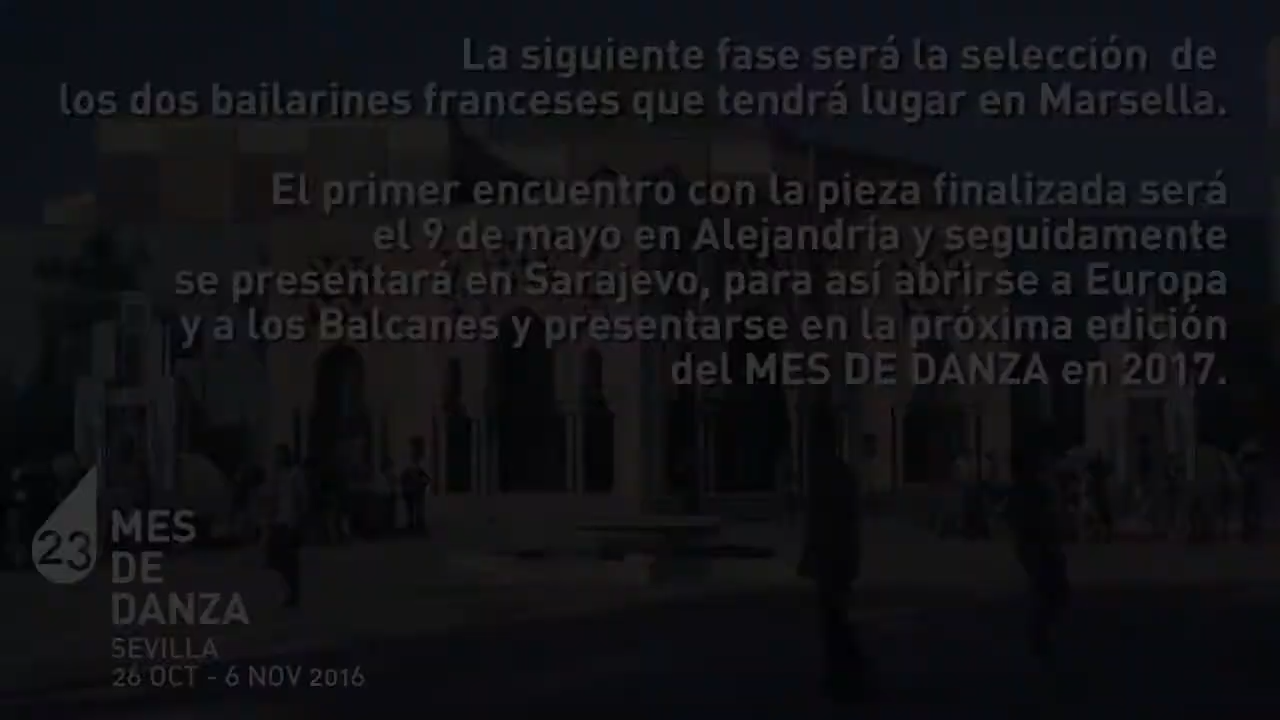 La siguiente fase será la selección de
los dos bailarines franceses que tendrá lugar en Marsella.
El primer encuentro con la pieza finalizada será
el 9 de mayo en Alejandría y seguidamente
se presentará en Sarajevo, para así abrirse a Europa
y a los Balcanes y presentarse en la próxima edición
del MES DE DANZA en 2017.
23
MES
DE
DANZA
SEVILLA
26 OCT - 6 NOV 2016